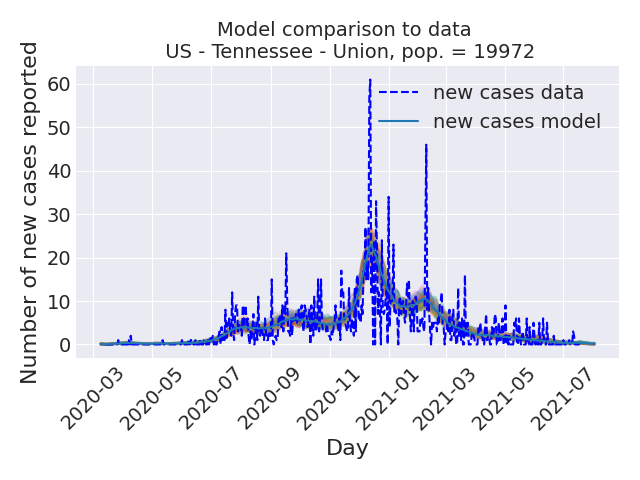 Model comparison to data
US - Tennessee - Union, pop. = 19972
Number of new cases reported
60
50
40
30
20
10
0
new cases data
new cases model
2020-03
2020-05
2020-07
2020-09
2020-11
2021-01
2021-03
2021-05
2021-07
Day